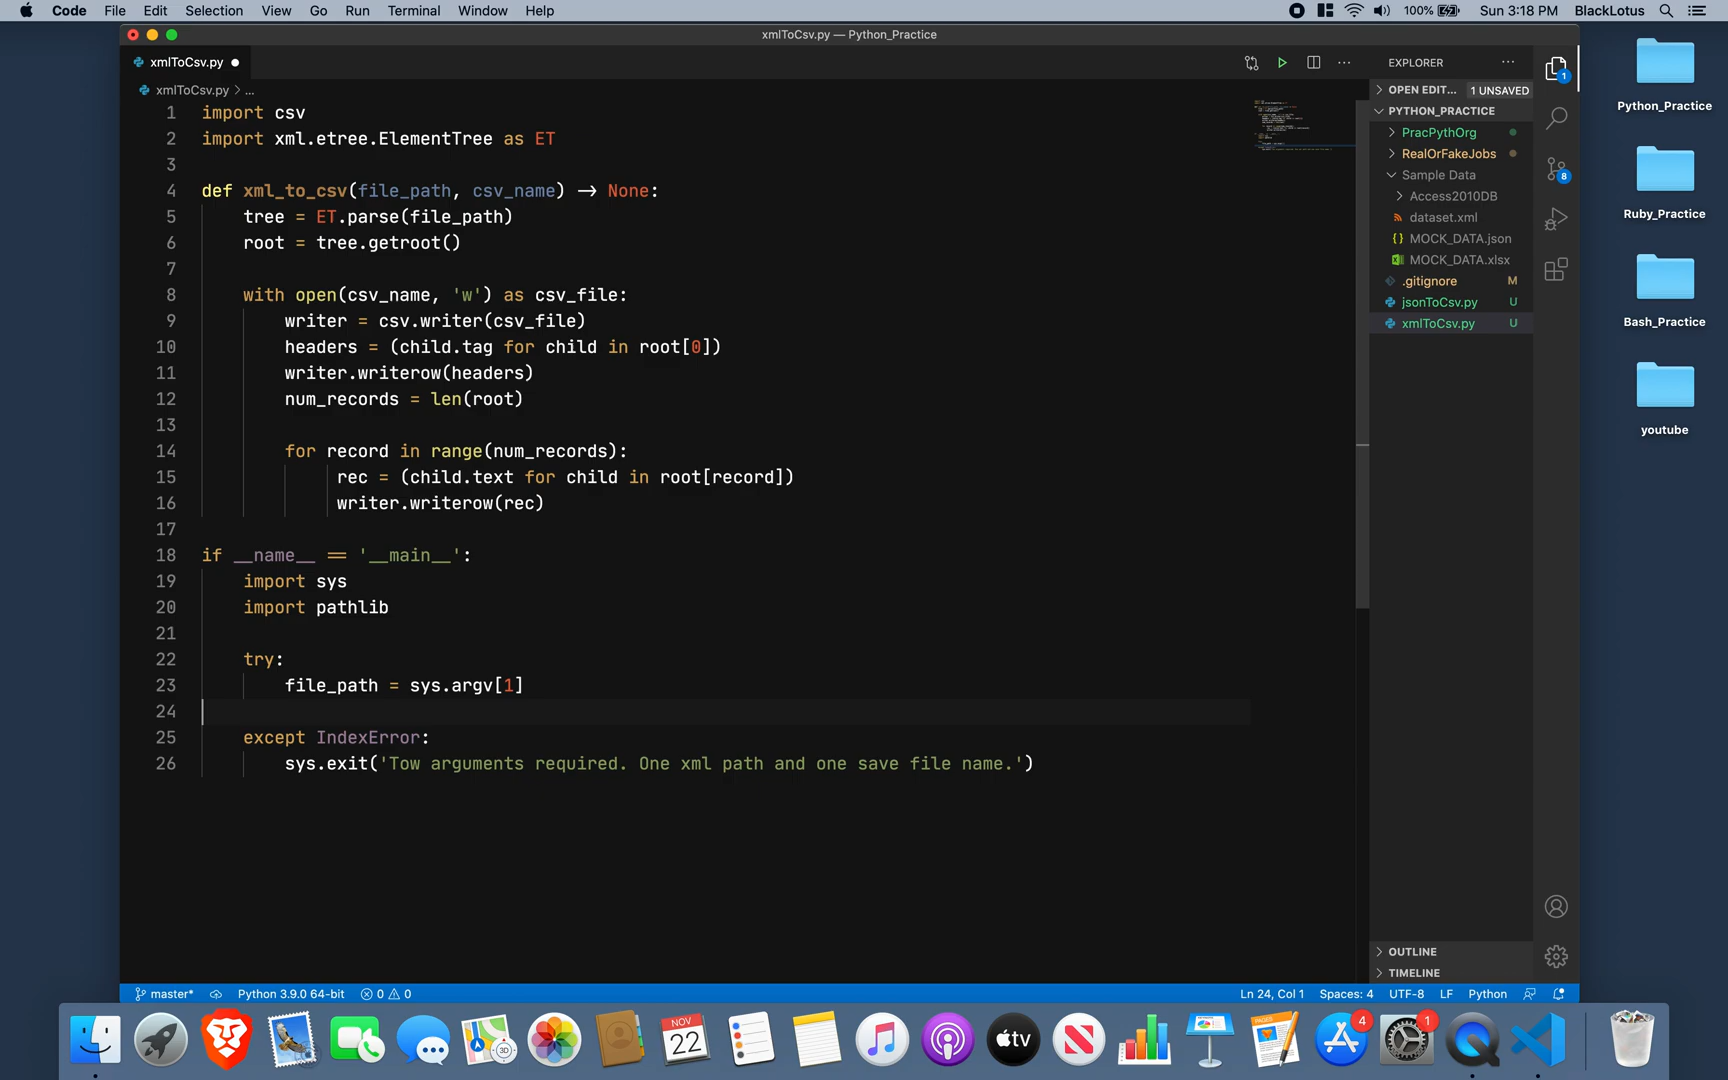 Code File Edit Selection View Go Run Terminal Window Help 100% Sun 3:18 PM BlackLotus
xmlToCsv.py — Python_Practice
xmlToCsv.py
xmlToCsv.py > ...
1 import csv
2 import xml.etree.ElementTree as ET
3
4 def xml_to_csv(file_path, csv_name) → None:
5 tree = ET.parse(file_path)
6 root = tree.getroot()
7
8 with open(csv_name, 'w') as csv_file:
9 writer = csv.writer(csv_file)
10 headers = (child.tag for child in root[0])
11 writer.writerow(headers)
12 num_records = len(root)
13
14 for record in range(num_records):
15 rec = (child.text for child in root[record])
16 writer.writerow(rec)
17
18 if __name__ == '__main__':
19 import sys
20 import pathlib
21
22 try:
23 file_path = sys.argv[1]
24
25 except IndexError:
26 sys.exit('Tow arguments required. One xml path and one save file name.')
EXPLORER
OPEN EDIT... 1 UNSAVED
PYTHON_PRACTICE
PracPythOrg
RealOrFakeJobs
Sample Data
Access2010DB
dataset.xml
MOCK_DATA.json
MOCK_DATA.xlsx
.gitignore M
jsonToCsv.py U
xmlToCsv.py U
OUTLINE
TIMELINE
1
8
Python_Practice
Ruby_Practice
Bash_Practice
youtube
master* Python 3.9.0 64-bit 0 0 Ln 24, Col 1 Spaces: 4 UTF-8 LF Python
3D
NOV
22
tv
PAGES
4
1